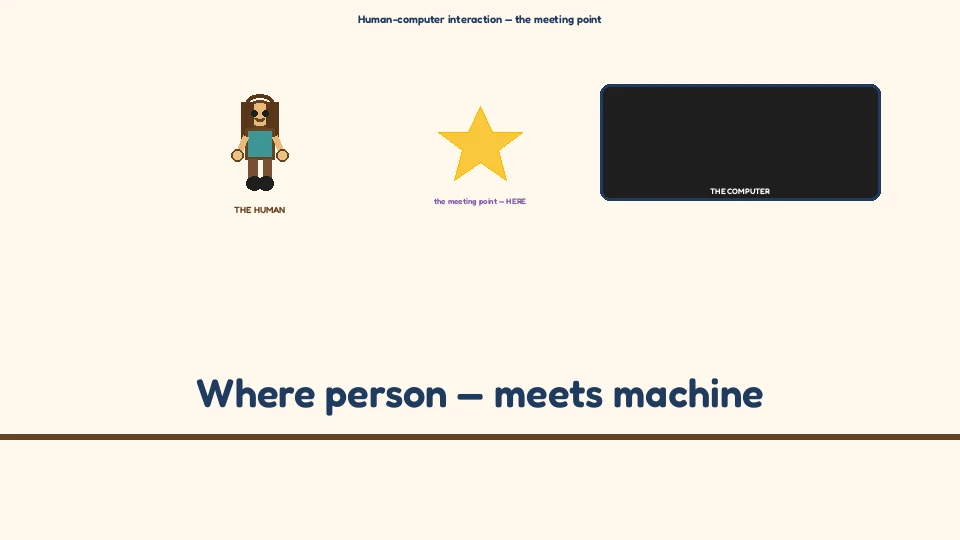 Human-computer interaction — the meeting point
THE HUMAN
the meeting point — HERE
THE COMPUTER
Where person — meets machine